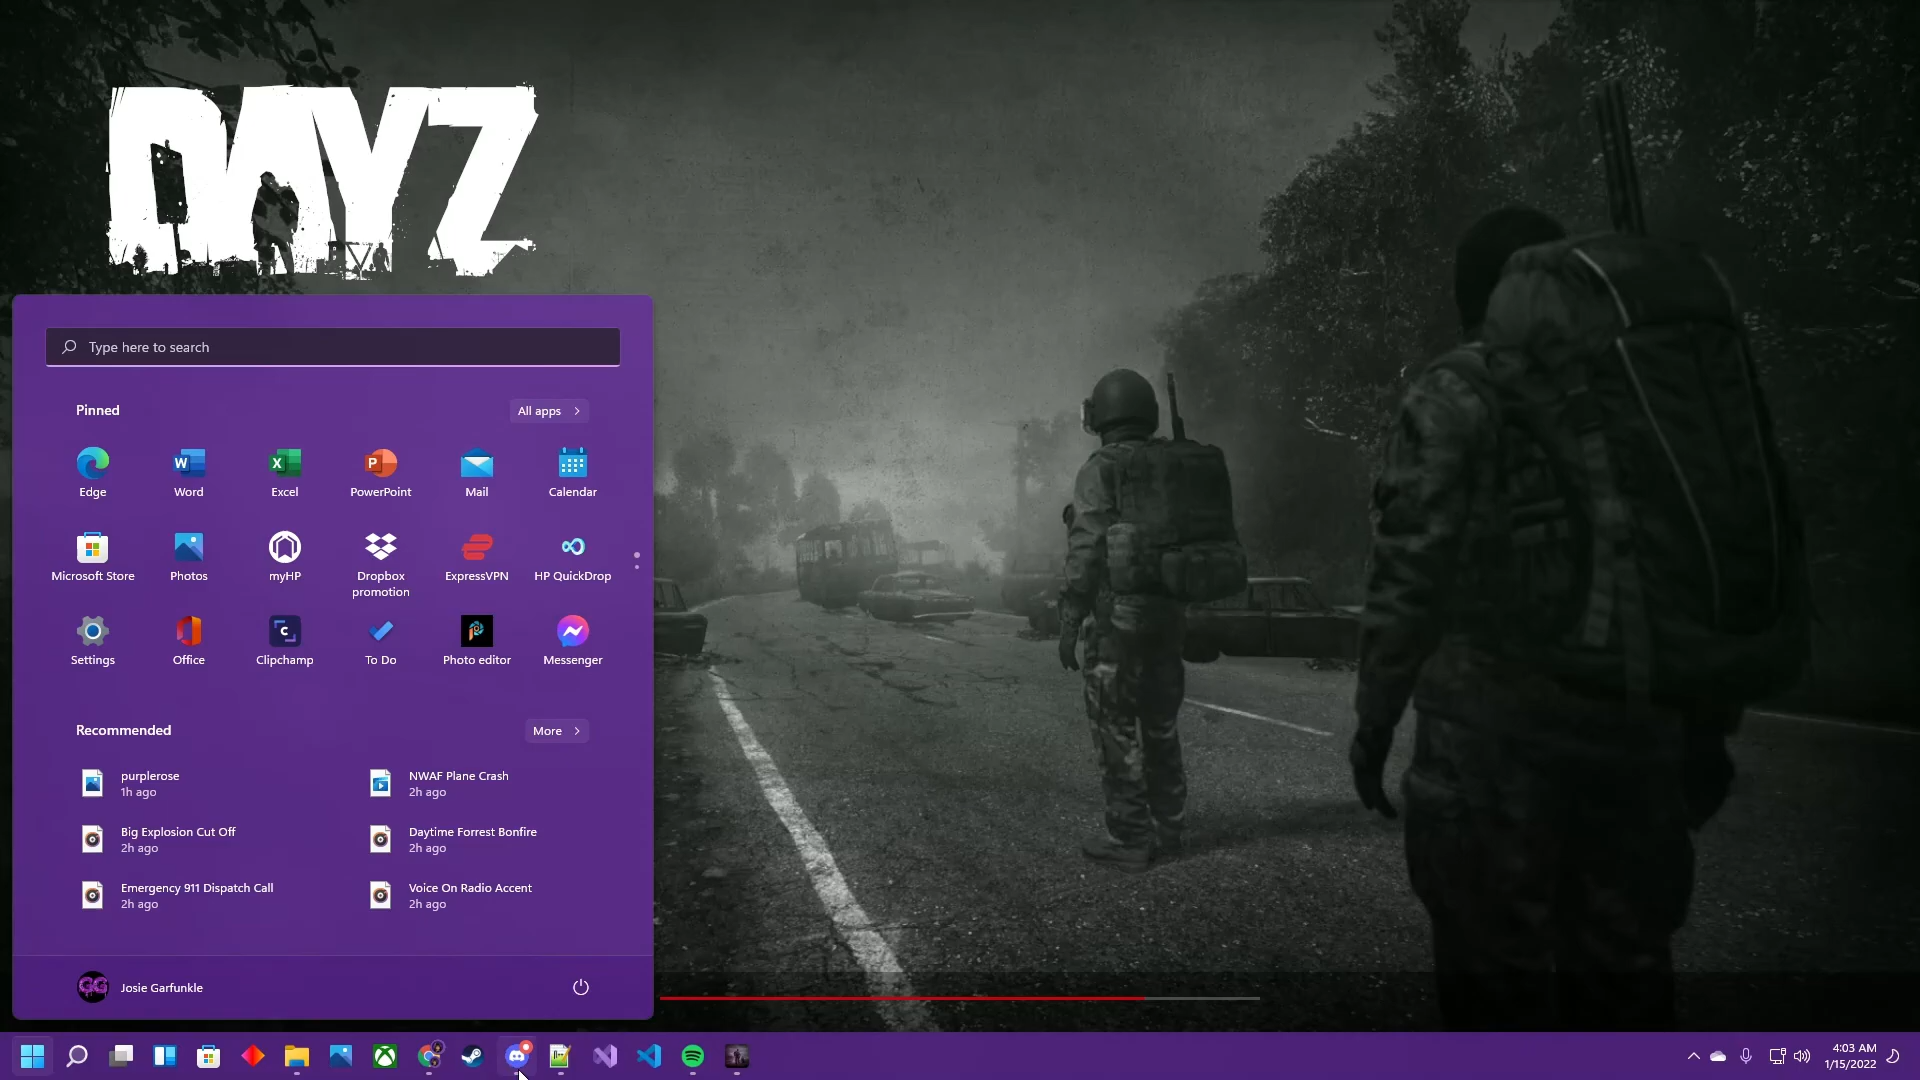 DAYZ
Type here to search
Pinned
All apps
Edge
Word
Excel
PowerPoint
Mail
Calendar
Microsoft Store
Photos
myHP
Dropbox
promotion
ExpressVPN
HP QuickDrop
Settings
Office
Clipchamp
To Do
Photo editor
Messenger
Recommended
More
purplerose
1h ago
NWAF Plane Crash
2h ago
Big Explosion Cut Off
2h ago
Daytime Forrest Bonfire
2h ago
Emergency 911 Dispatch Call
2h ago
Voice On Radio Accent
2h ago
GG
Josie Garfunkle
4:03 AM
1/15/2022